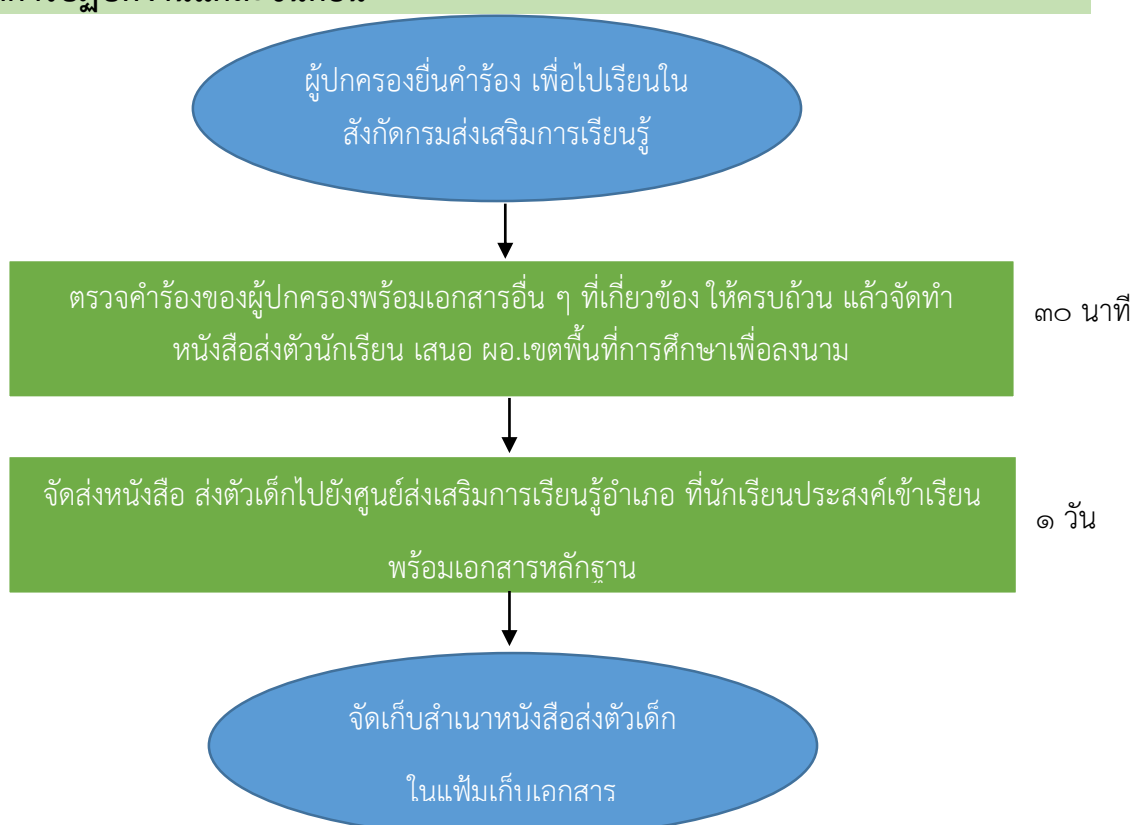 ผู้ปกครองยื่นคำร้อง เพื่อไปเรียนใน
สังกัดกรมส่งเสริมการเรียนรู้
ตรวจคำร้องของผู้ปกครองพร้อมเอกสารอื่น ๆ ที่เกี่ยวข้อง ให้ครบถ้วน แล้วจัดทำ
หนังสือส่งตัวนักเรียน เสนอ ผอ.เขตพื้นที่การศึกษาเพื่อลงนาม
๓๐ นาที
จัดส่งหนังสือ ส่งตัวเด็กไปยังศูนย์ส่งเสริมการเรียนรู้อำเภอ ที่นักเรียนประสงค์เข้าเรียน
พร้อมเอกสารหลักฐาน
๑ วัน
จัดเก็บสำเนาหนังสือส่งตัวเด็ก
ในแฟ้มเก็บเอกสาร